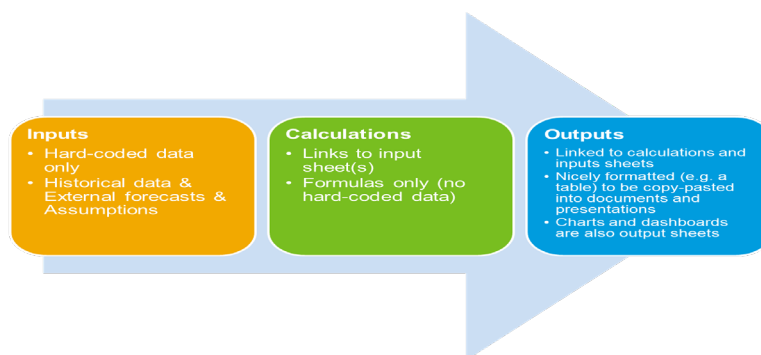 Inputs
• Hard-coded data
only
• Historical data &
External forecasts &
Assumptions
Calculations
• Links to input
sheet(s)
• Formulas only (no
hard-coded data)
Outputs
• Linked to calculations and
inputs sheets
• Nicely formatted (e.g. a
table) to be copy-pasted
into documents and
presentations
• Charts and dashboards
are also output sheets